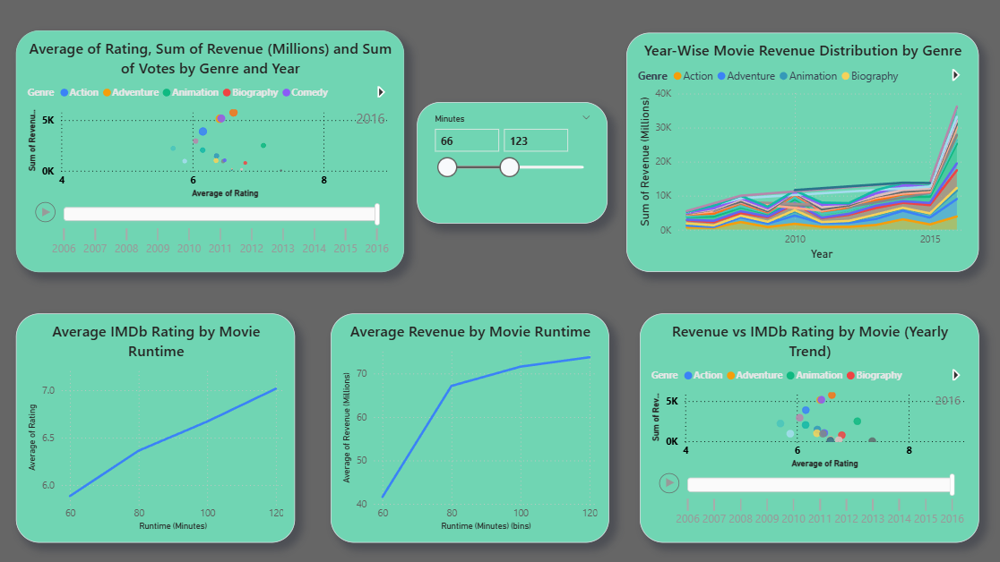 Average of Rating, Sum of Revenue (Millions) and Sum
of Votes by Genre and Year
Genre Action Adventure Animation Biography Comedy
Sum of Revenu...
5K
0K
2016
4 6 8
Average of Rating
2006 2007 2008 2009 2010 2011 2012 2013 2014 2015 2016
Minutes
66 123
Year-Wise Movie Revenue Distribution by Genre
Genre Action Adventure Animation Biography
Sum of Revenue (Millions)
40K
30K
20K
10K
0K
2010 2015
Year
Average IMDb Rating by Movie
Runtime
Average of Rating
7.0
6.5
6.0
60 80 100 120
Runtime (Minutes)
Average Revenue by Movie Runtime
Average of Revenue (Millions)
70
60
50
40
60 80 100 120
Runtime (Minutes) (bins)
Revenue vs IMDb Rating by Movie (Yearly
Trend)
Genre Action Adventure Animation Biography
Sum of Rev...
5K
0K
2016
4 6 8
Average of Rating
2006 2007 2008 2009 2010 2011 2012 2013 2014 2015 2016